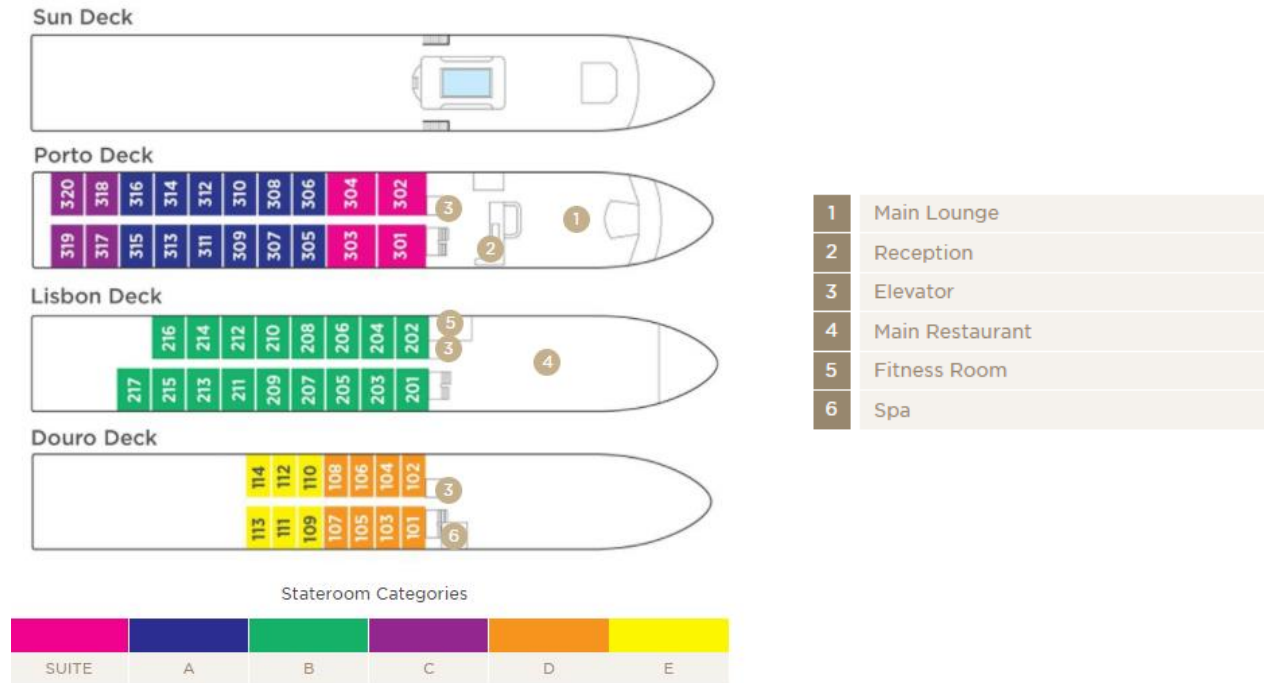 Sun Deck
Porto Deck
320 318 316 314 312 310 308 306 304 302
3
1
319 317 315 313 311 309 307 305 303 301
2
Lisbon Deck
216 214 212 210 208 206 204 202
5
3
4
217 215 213 211 209 207 205 203 201
Douro Deck
114 112 110 108 106 104 102
3
113 111 109 107 105 103 101
6
1 Main Lounge
2 Reception
3 Elevator
4 Main Restaurant
5 Fitness Room
6 Spa
Stateroom Categories
SUITE A B C D E